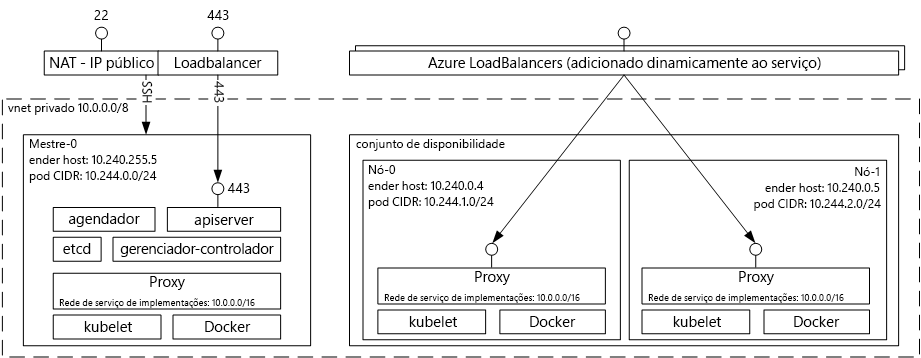 22
443
NAT - IP público
Loadbalancer
Azure LoadBalancers (adicionado dinamicamente ao serviço)
SSH
443
vnet privado 10.0.0.0/8
Mestre-0
ender host: 10.240.255.5
pod CIDR: 10.244.0.0/24
443
agendador
apiserver
etcd
gerenciador-controlador
Proxy
Rede de serviço de implementações: 10.0.0.0/16
kubelet
Docker
conjunto de disponibilidade
Nó-0
ender host: 10.240.0.4
pod CIDR: 10.244.1.0/24
Proxy
Rede de serviço de implementações: 10.0.0.0/16
kubelet
Docker
Nó-1
ender host: 10.240.0.5
pod CIDR: 10.244.2.0/24
Proxy
Rede de serviço de implementações: 10.0.0.0/16
kubelet
Docker